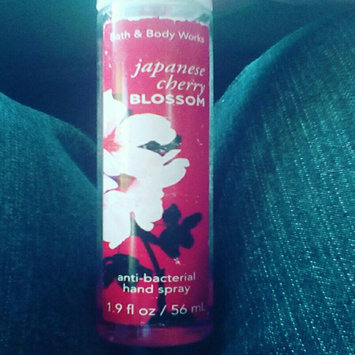 Bath & Body Works
japanese
cherry
BLOSSOM
anti-bacterial
hand spray
1.9 fl oz / 56 mL